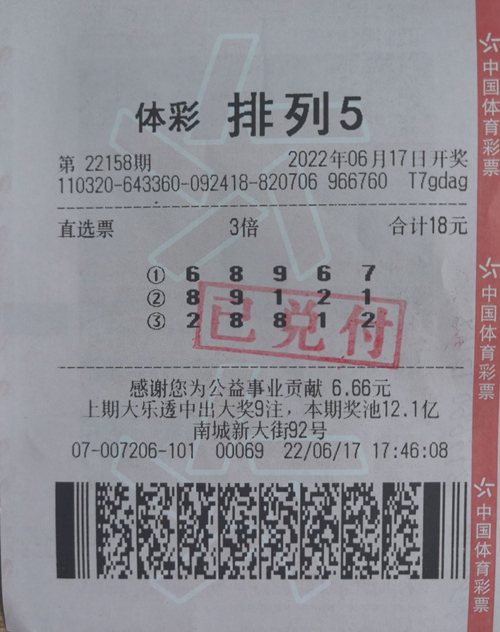 体彩 排列5
第 22158期 2022年06月17日开奖
110320-643360-092418-820706 966760 T7gdag
直选票 3倍 合计18元
① 6 8 9 6 7
② 8 9 1 2 1
③ 2 8 8 1 2
已兑付
感谢您为公益事业贡献 6.66元
上期大乐透中出大奖9注，本期奖池12.1亿
南城新大街92号
07-007206-101 00069 22/06/17 17:46:08
中国体育彩票
中国体育彩票
中国体育彩票